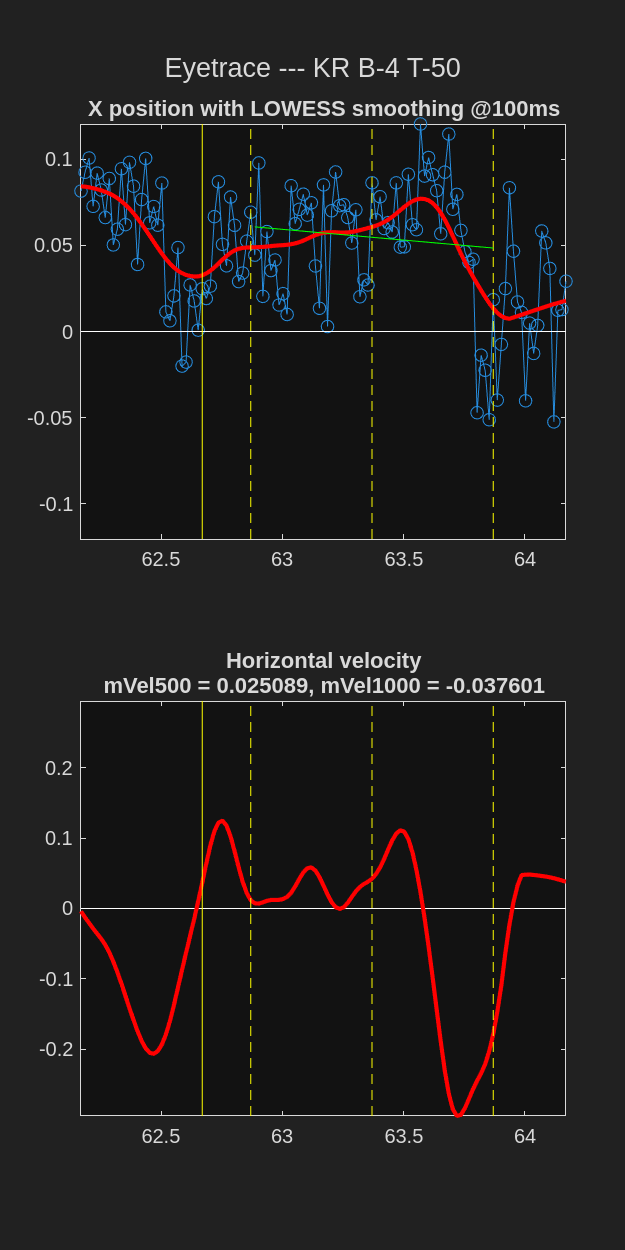 Eyetrace --- KR B-4 T-50
X position with LOWESS smoothing @100ms
0.1
0.05
0
-0.05
-0.1
62.5 63 63.5 64
Horizontal velocity
mVel500 = 0.025089, mVel1000 = -0.037601
0.2
0.1
0
-0.1
-0.2
62.5 63 63.5 64